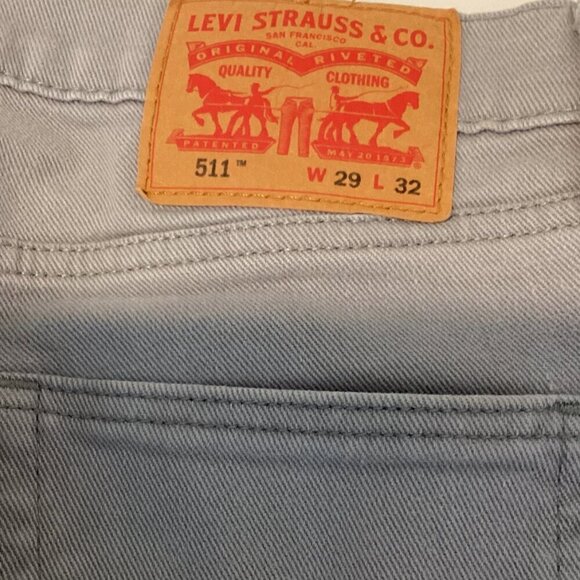 LEVI STRAUSS & CO.
SAN FRANCISCO
CAL.
ORIGINAL RIVETED
QUALITY CLOTHING
PATENTED MAY 20 1873
511™ W 29 L 32